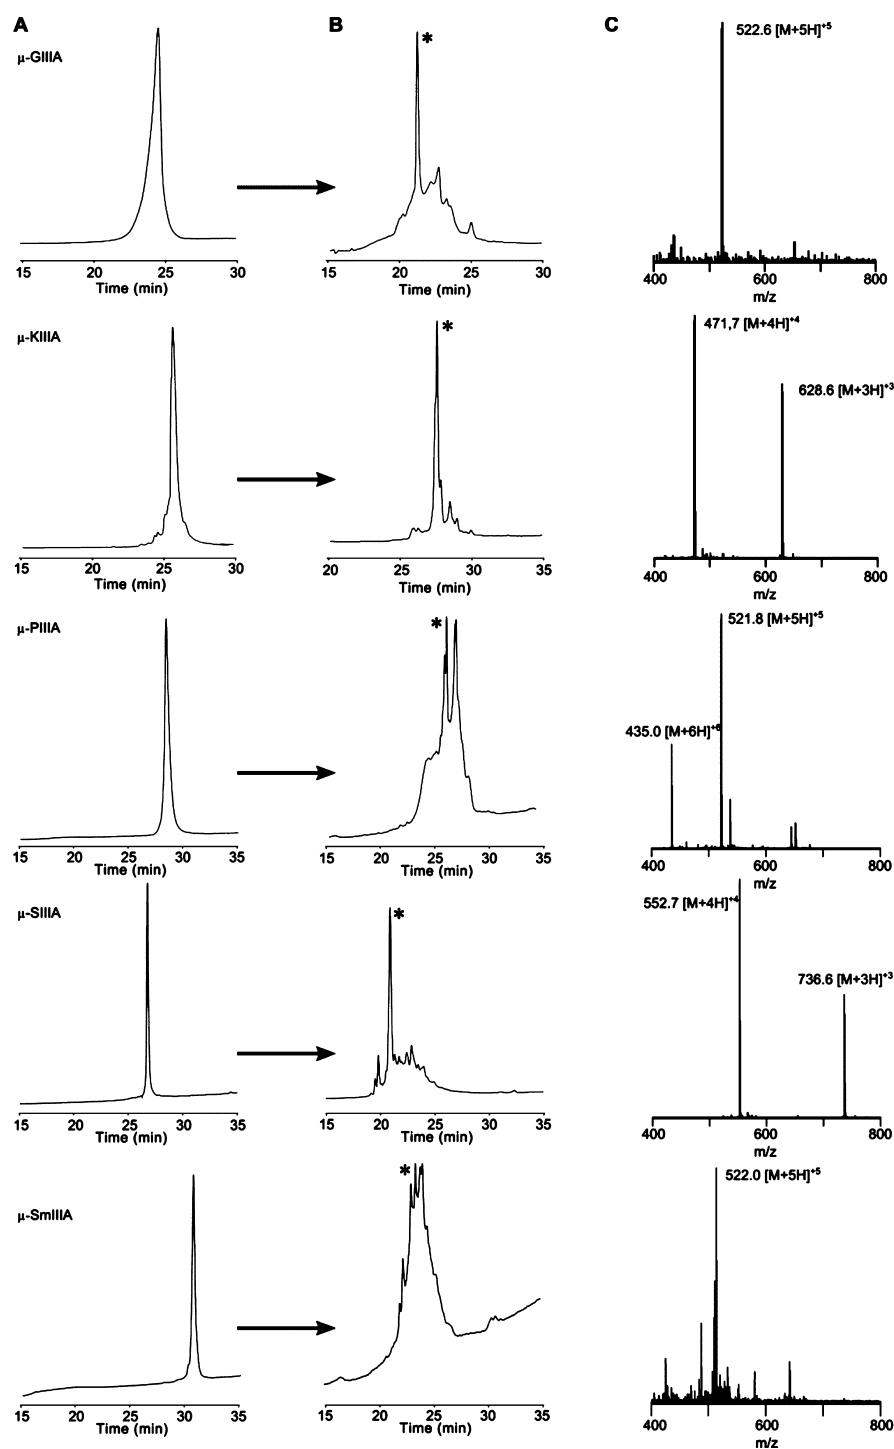 A B C
μ-GIIIA
*
522.6 [M+5H]+5
15 20 25 30
Time (min)
15 20 25 30
Time (min)
400 600 800
m/z
μ-KIIIA
*
471,7 [M+4H]+4
628.6 [M+3H]+3
15 20 25 30
Time (min)
20 25 30 35
Time (min)
400 600 800
m/z
μ-PIIIA
*
521.8 [M+5H]+5
435.0 [M+6H]+6
15 20 25 30 35
Time (min)
15 20 25 30 35
Time (min)
400 600 800
m/z
μ-SIIIA
*
552.7 [M+4H]+4
736.6 [M+3H]+3
15 20 25 30 35
Time (min)
15 20 25 30 35
Time (min)
400 600 800
m/z
μ-SmIIIA
*
522.0 [M+5H]+5
15 20 25 30 35
Time (min)
15 20 25 30 35
Time (min)
400 600 800
m/z